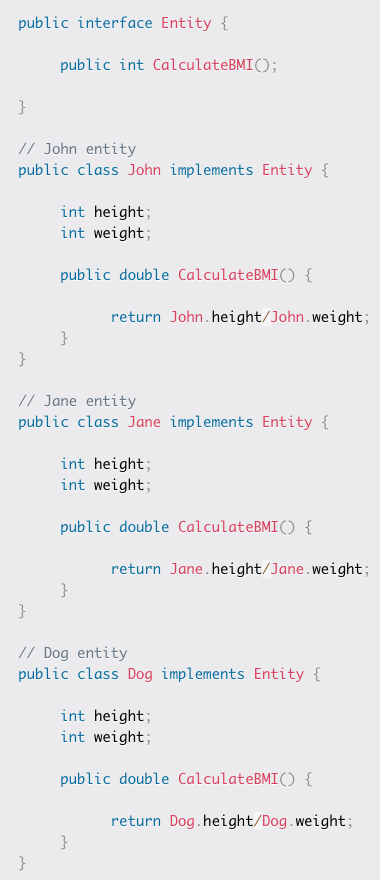 public interface Entity {
public int CalculateBMI();
}
// John entity
public class John implements Entity {
int height;
int weight;
public double CalculateBMI() {
return John.height/John.weight;
}
}
// Jane entity
public class Jane implements Entity {
int height;
int weight;
public double CalculateBMI() {
return Jane.height/Jane.weight;
}
}
// Dog entity
public class Dog implements Entity {
int height;
int weight;
public double CalculateBMI() {
return Dog.height/Dog.weight;
}
}